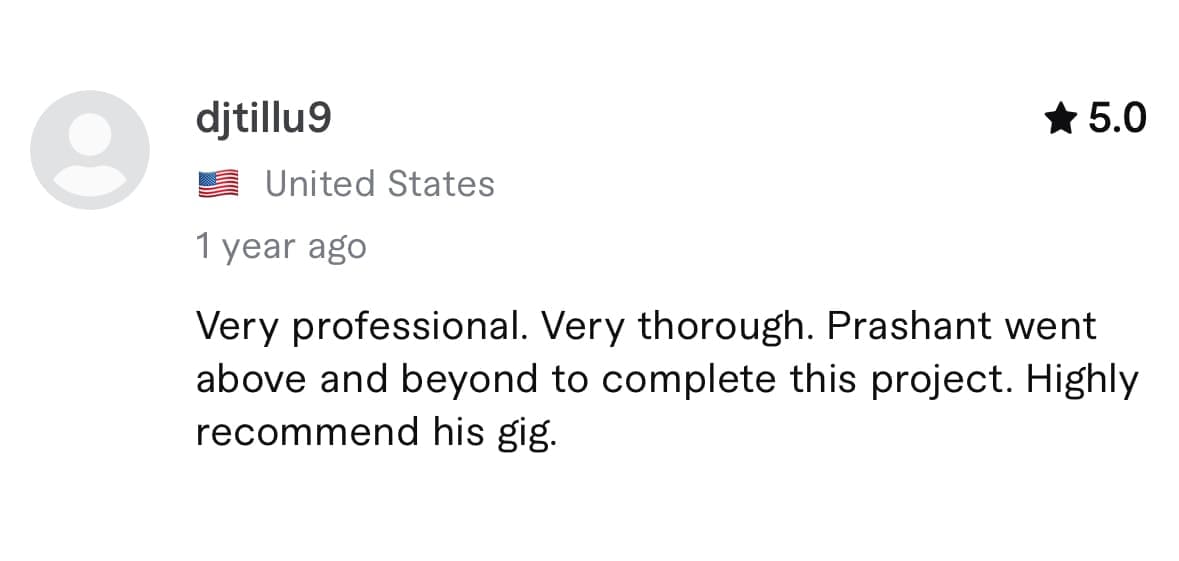 djtillu9
★ 5.0
🇺🇸 United States
1 year ago
Very professional. Very thorough. Prashant went
above and beyond to complete this project. Highly
recommend his gig.